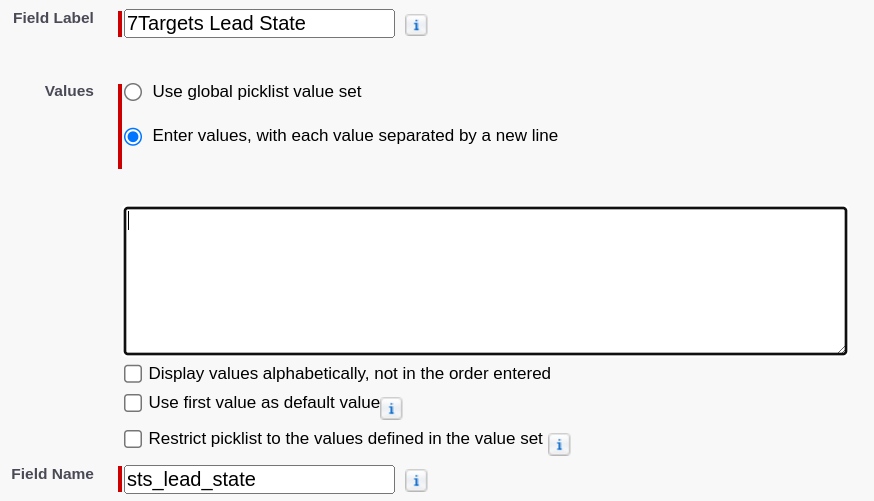 Field Label 7Targets Lead State
Values Use global picklist value set
Enter values, with each value separated by a new line
Display values alphabetically, not in the order entered
Use first value as default value
Restrict picklist to the values defined in the value set
Field Name sts_lead_state